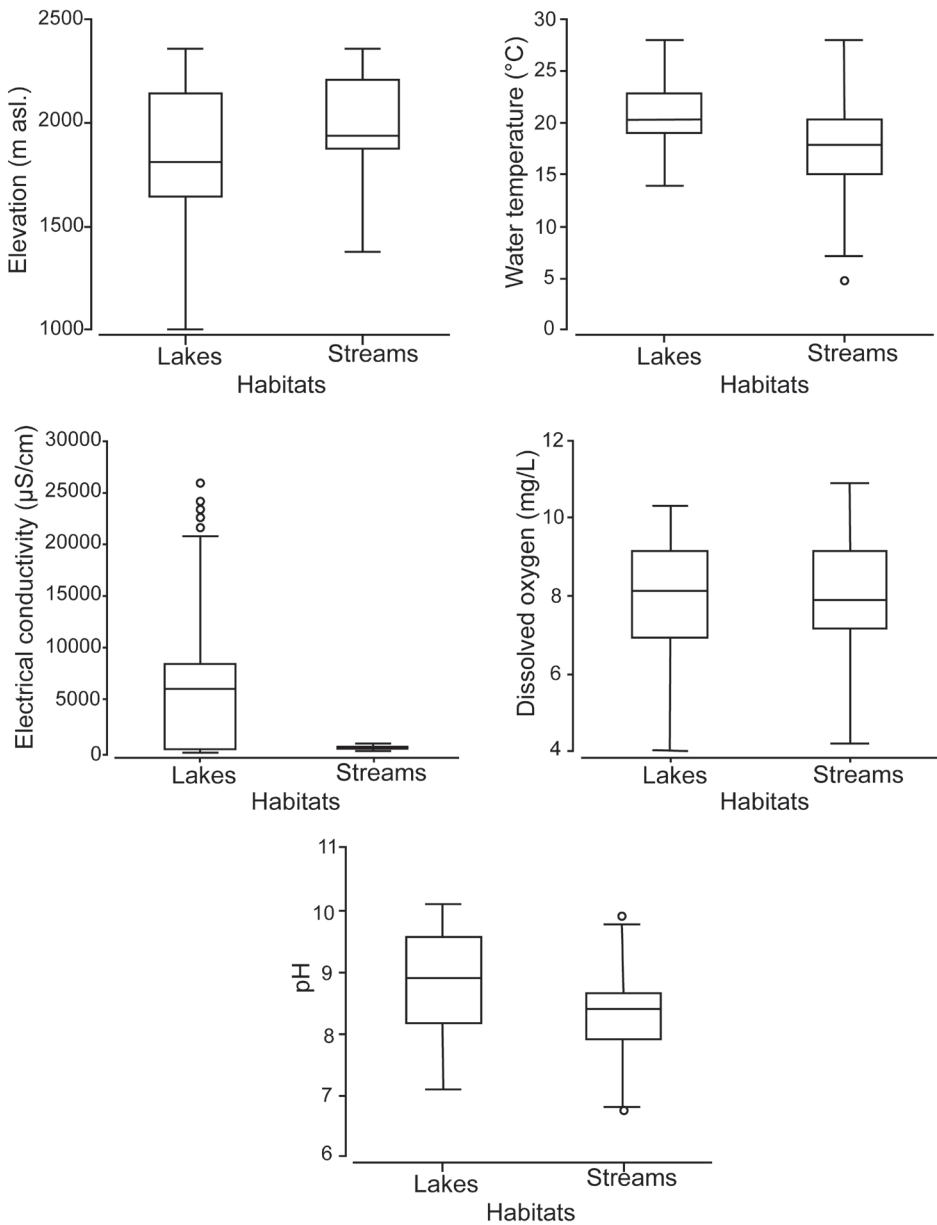 Elevation (m asl.)
2500
2000
1500
1000
Lakes
Streams
Habitats
Water temperature (°C)
30
25
20
15
10
5
0
Lakes
Streams
Habitats
Electrical conductivity (µS/cm)
30000
25000
20000
15000
10000
5000
0
Lakes
Streams
Habitats
Dissolved oxygen (mg/L)
12
10
8
6
4
Lakes
Streams
Habitats
pH
11
10
9
8
7
6
Lakes
Streams
Habitats